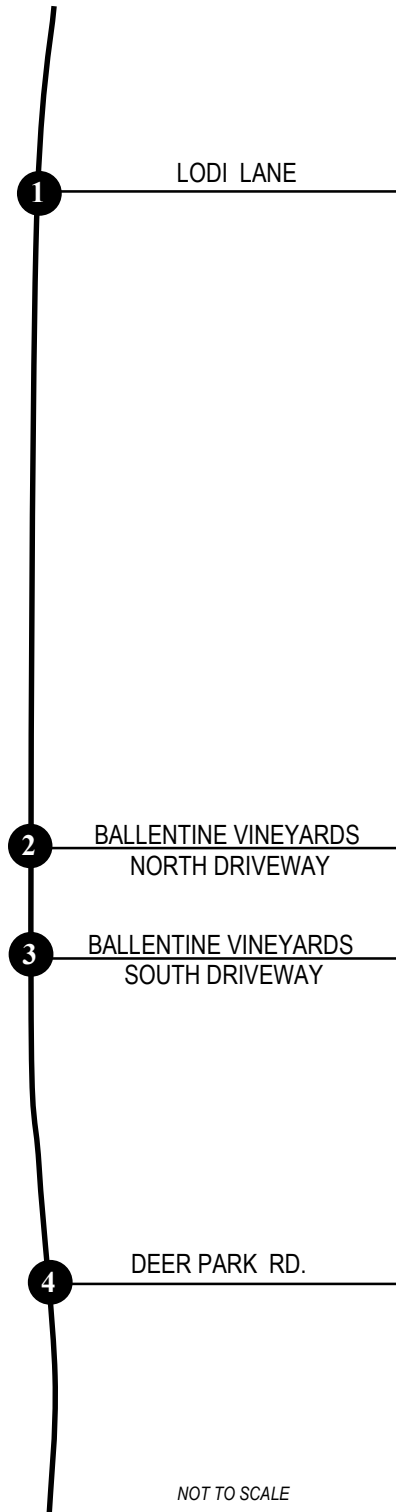 1
LODI LANE
2
BALLENTINE VINEYARDS
NORTH DRIVEWAY
3
BALLENTINE VINEYARDS
SOUTH DRIVEWAY
4
DEER PARK RD.
NOT TO SCALE